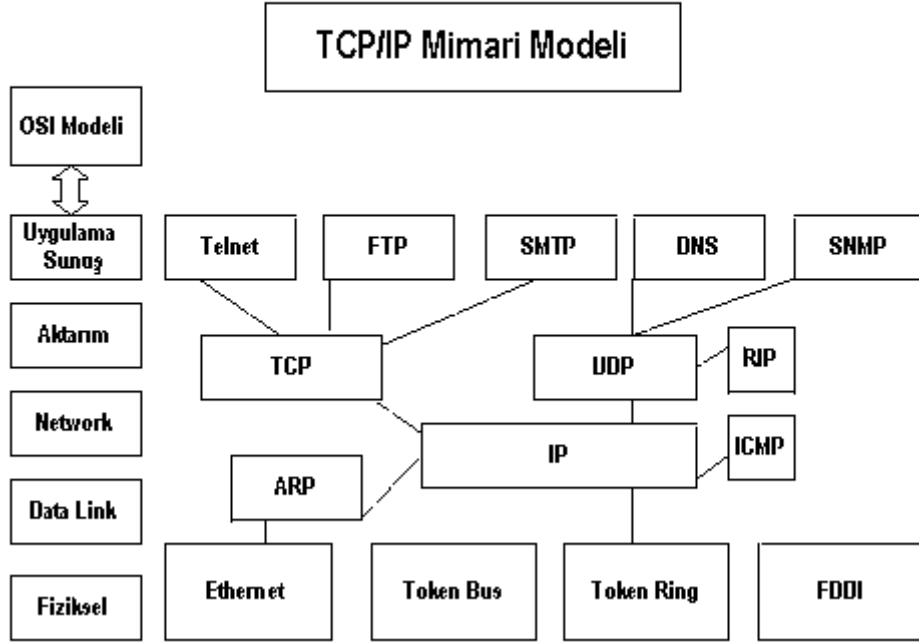 TCP/IP Mimari Modeli
OSI Modeli
Uygulama
Sunuş
Telnet
FTP
SMTP
DNS
SNMP
Aktarım
TCP
UDP
RIP
Network
IP
ICMP
ARP
Data Link
Ethernet
Token Bus
Token Ring
FDDI
Fiziksel